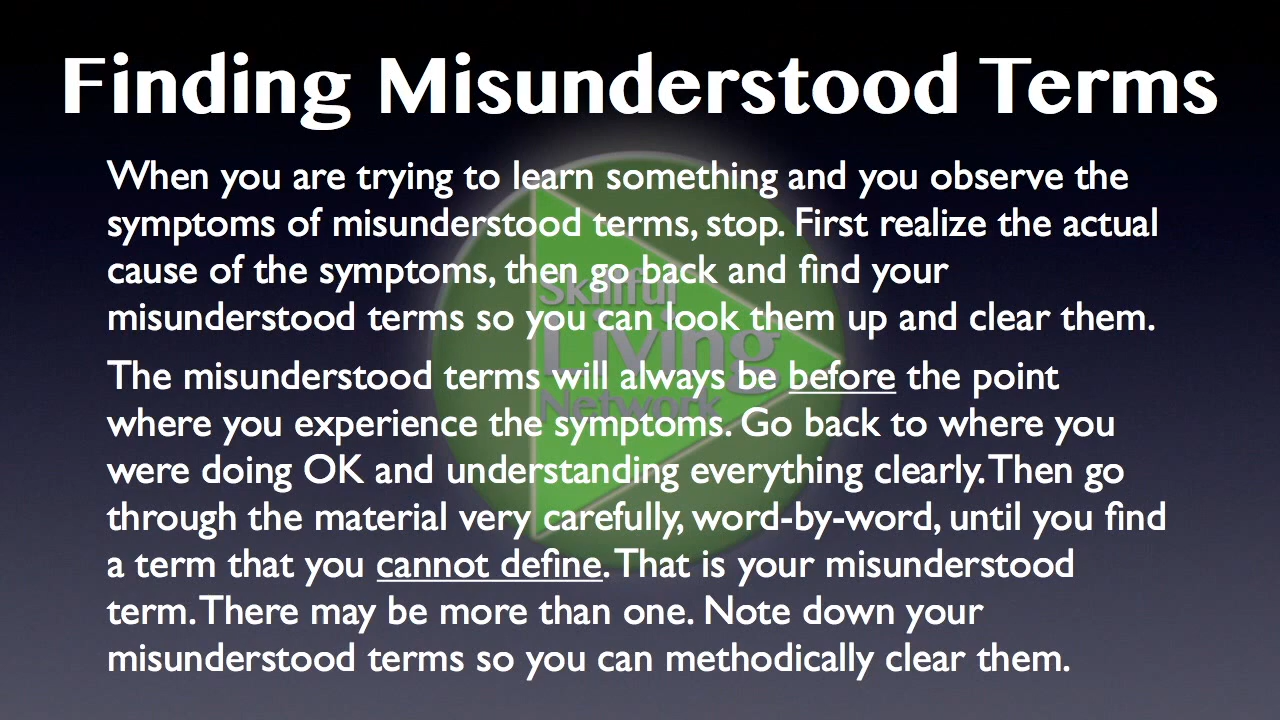 Finding Misunderstood Terms
When you are trying to learn something and you observe the
symptoms of misunderstood terms, stop. First realize the actual
cause of the symptoms, then go back and find your
misunderstood terms so you can look them up and clear them.
The misunderstood terms will always be before the point
where you experience the symptoms. Go back to where you
were doing OK and understanding everything clearly. Then go
through the material very carefully, word-by-word, until you find
a term that you cannot define. That is your misunderstood
term. There may be more than one. Note down your
misunderstood terms so you can methodically clear them.
Skillful
Living
Network